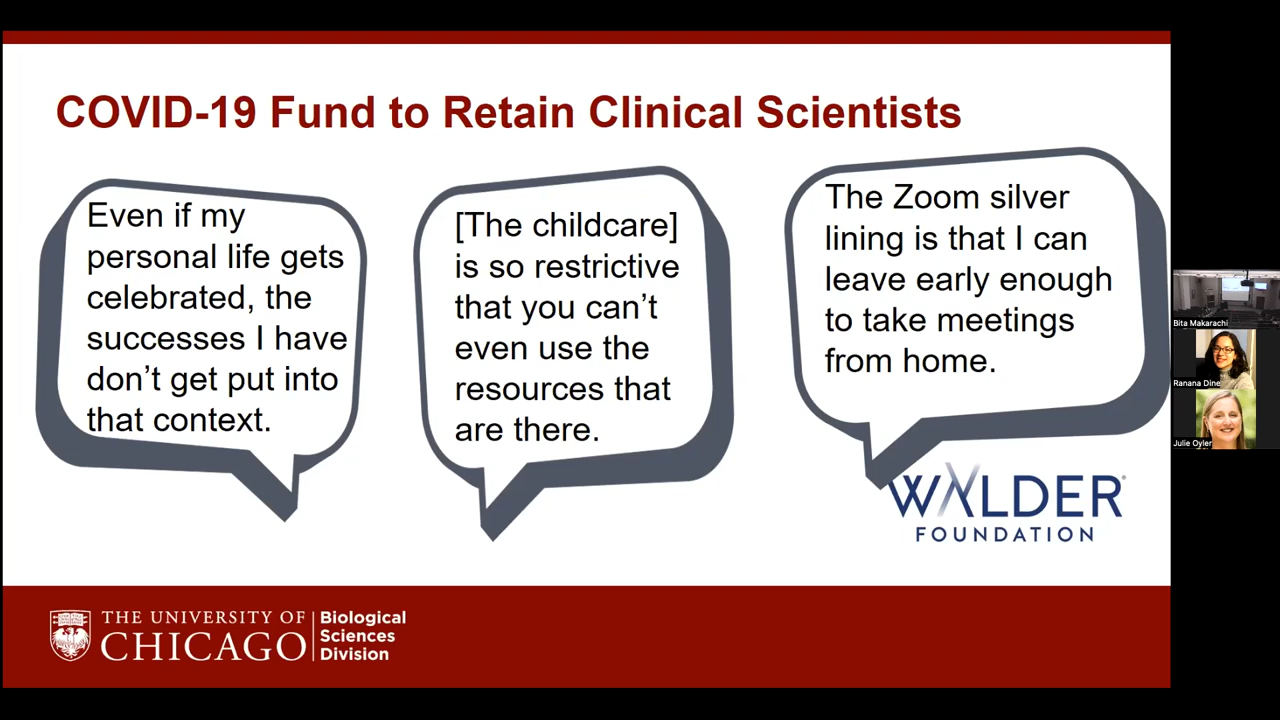 COVID-19 Fund to Retain Clinical Scientists
Even if my
personal life gets
celebrated, the
successes I have
don’t get put into
that context.
[The childcare]
is so restrictive
that you can’t
even use the
resources that
are there.
The Zoom silver
lining is that I can
leave early enough
to take meetings
from home.
WALDER®
FOUNDATION
THE UNIVERSITY OF
CHICAGO
Biological
Sciences
Division
Bita Makarachi
Ranana Dine
Julie Oyler